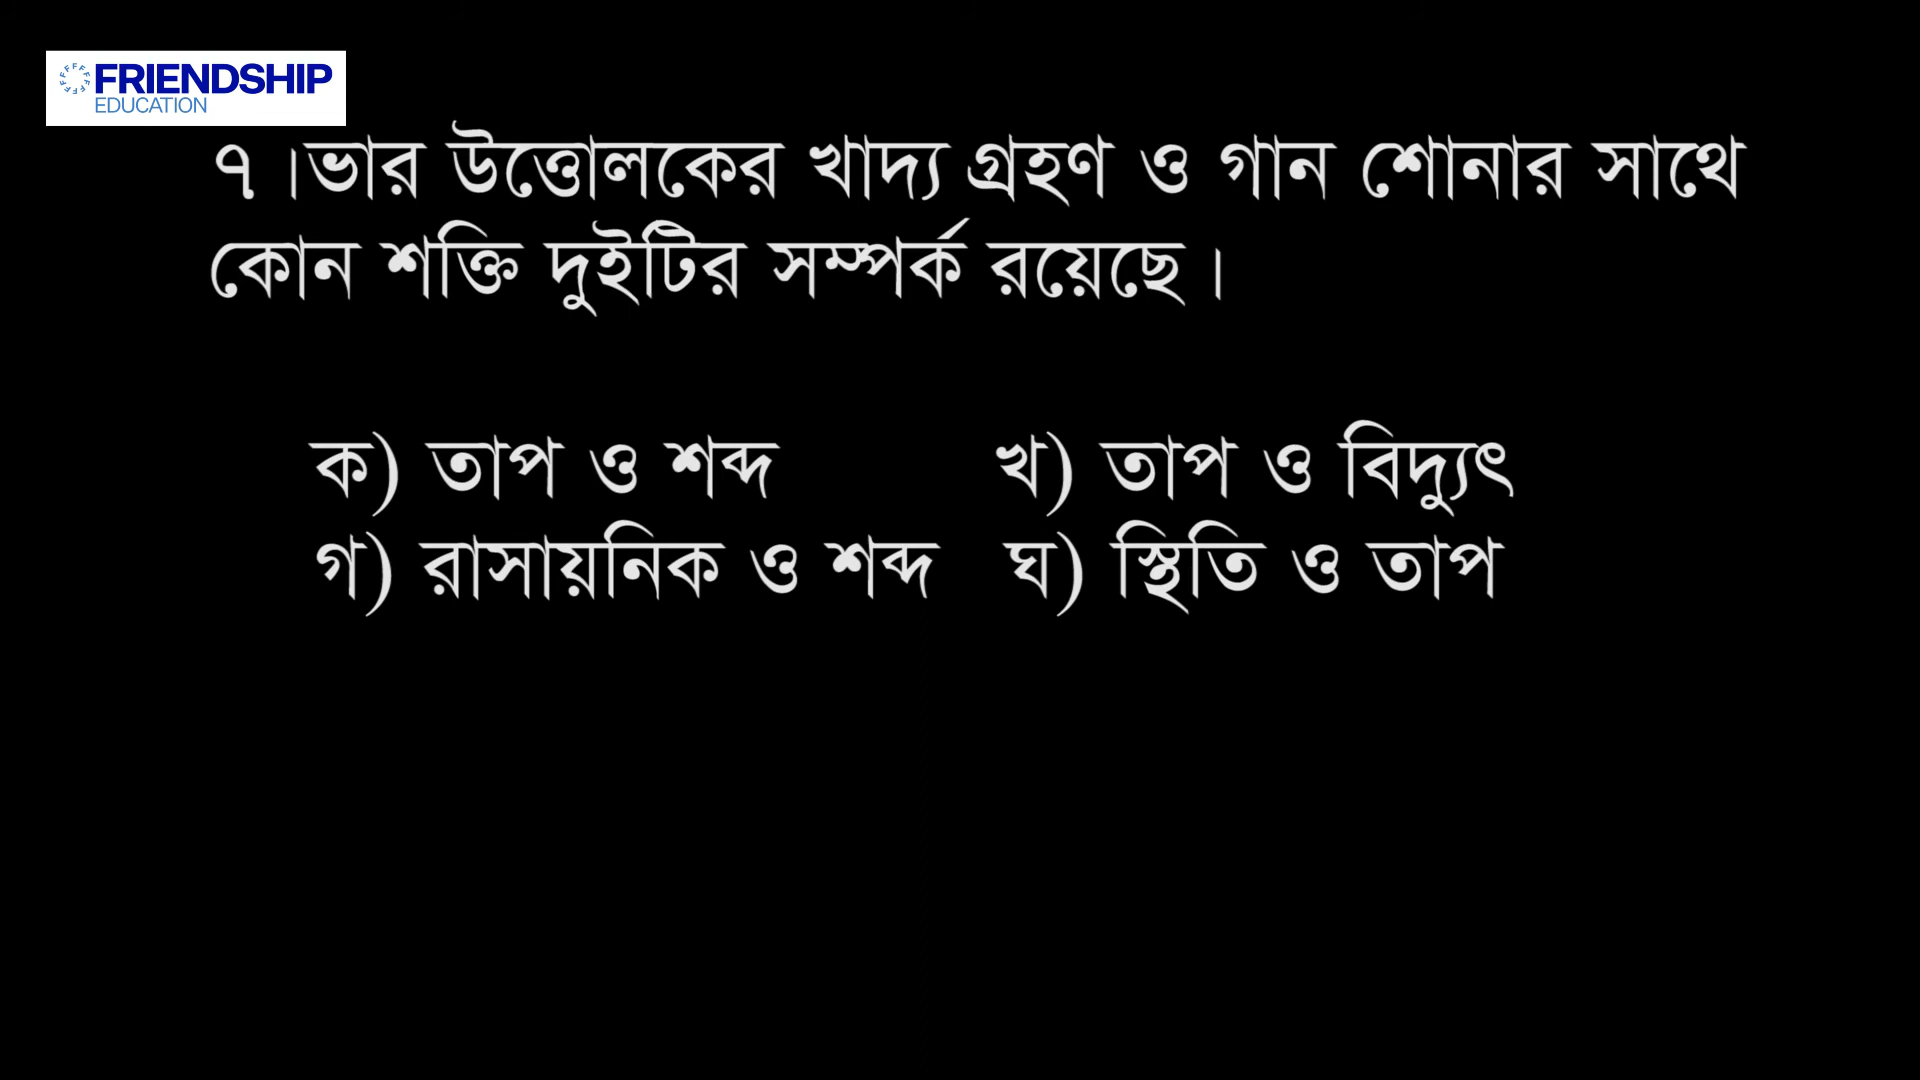 FRIENDSHIP
EDUCATION
৭।ভার উত্তোলকের খাদ্য গ্রহণ ও গান শোনার সাথে
কোন শক্তি দুইটির সম্পর্ক রয়েছে।
ক) তাপ ও শব্দ খ) তাপ ও বিদ্যুৎ
গ) রাসায়নিক ও শব্দ ঘ) স্থিতি ও তাপ